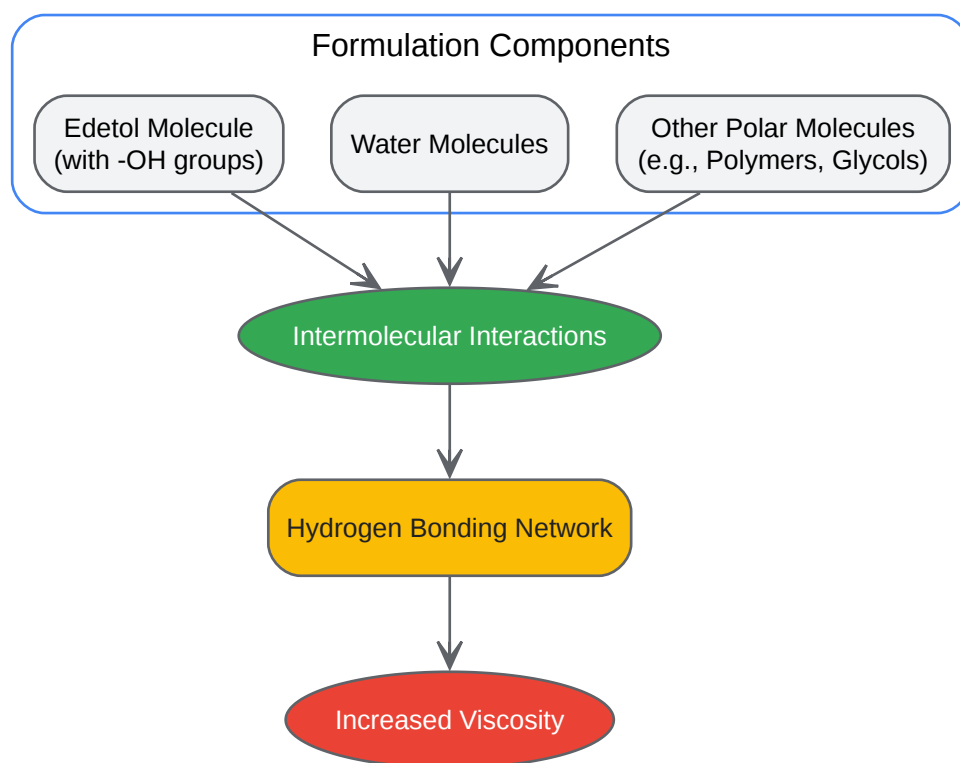 Formulation Components
Edetol Molecule
(with -OH groups)
Water Molecules
Other Polar Molecules
(e.g., Polymers, Glycols)
Intermolecular Interactions
Hydrogen Bonding Network
Increased Viscosity